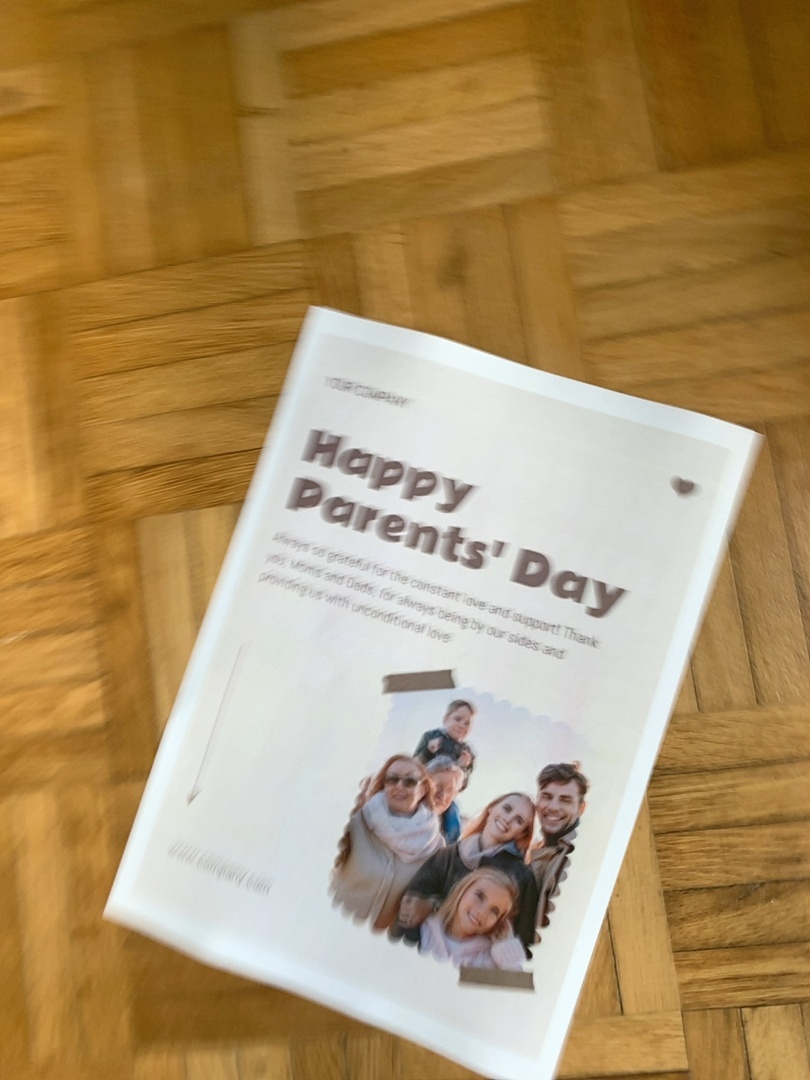 YOUR COMPANY
Happy
Parents' Day
Always so grateful for the constant love and support! Thank
you, Moms and Dads, for always being by our sides and
providing us with unconditional love
www.company.com